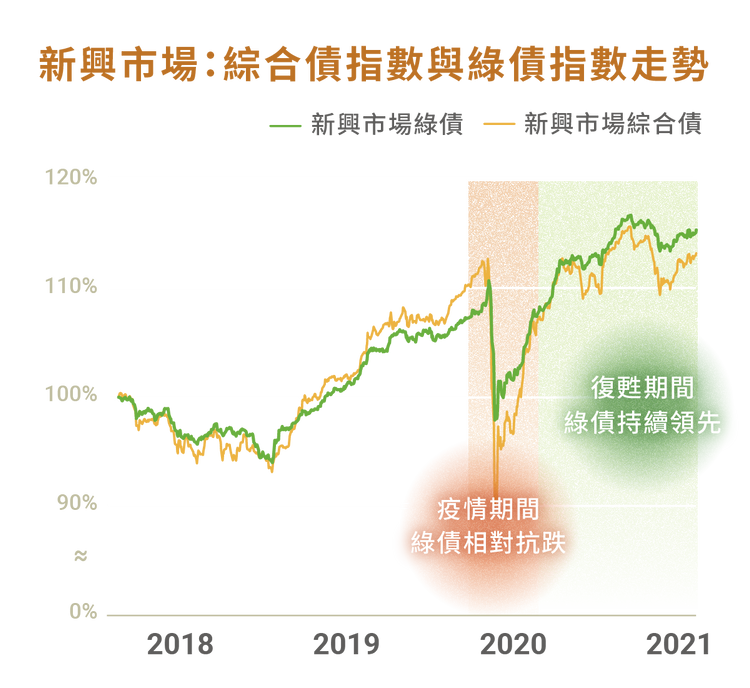 新興市場：綜合債指數與綠債指數走勢
新興市場綠債 新興市場綜合債
120%
110%
100%
90%
≈
0%
復甦期間
綠債持續領先
疫情期間
綠債相對抗跌
2018 2019 2020 2021